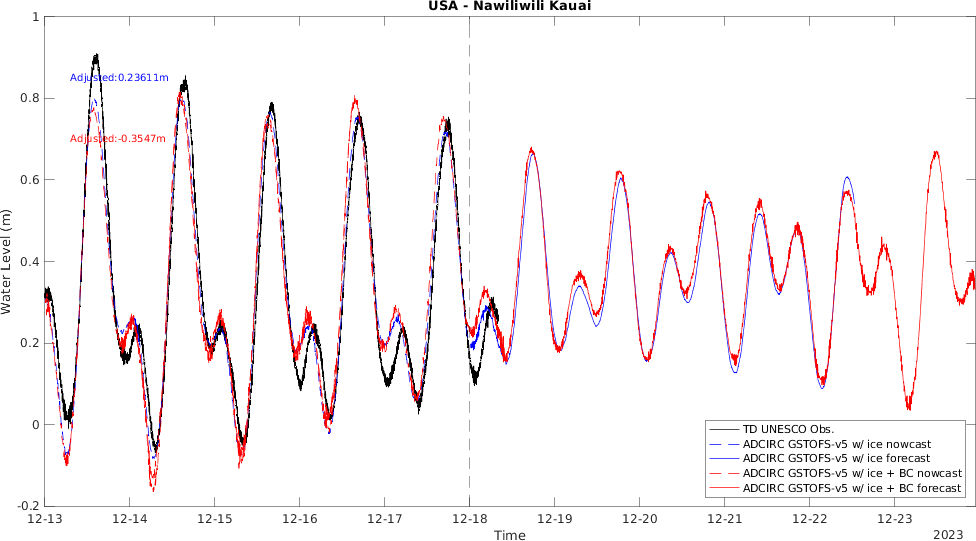 USA - Nawiliwili Kauai
1
0.8
0.6
0.4
0.2
0
-0.2
Water Level (m)
Adjusted:0.23611m
Adjusted:-0.3547m
TD UNESCO Obs.
ADCIRC GSTOFS-v5 w/ ice nowcast
ADCIRC GSTOFS-v5 w/ ice forecast
ADCIRC GSTOFS-v5 w/ ice + BC nowcast
ADCIRC GSTOFS-v5 w/ ice + BC forecast
12-13 12-14 12-15 12-16 12-17 12-18 12-19 12-20 12-21 12-22 12-23
Time
2023